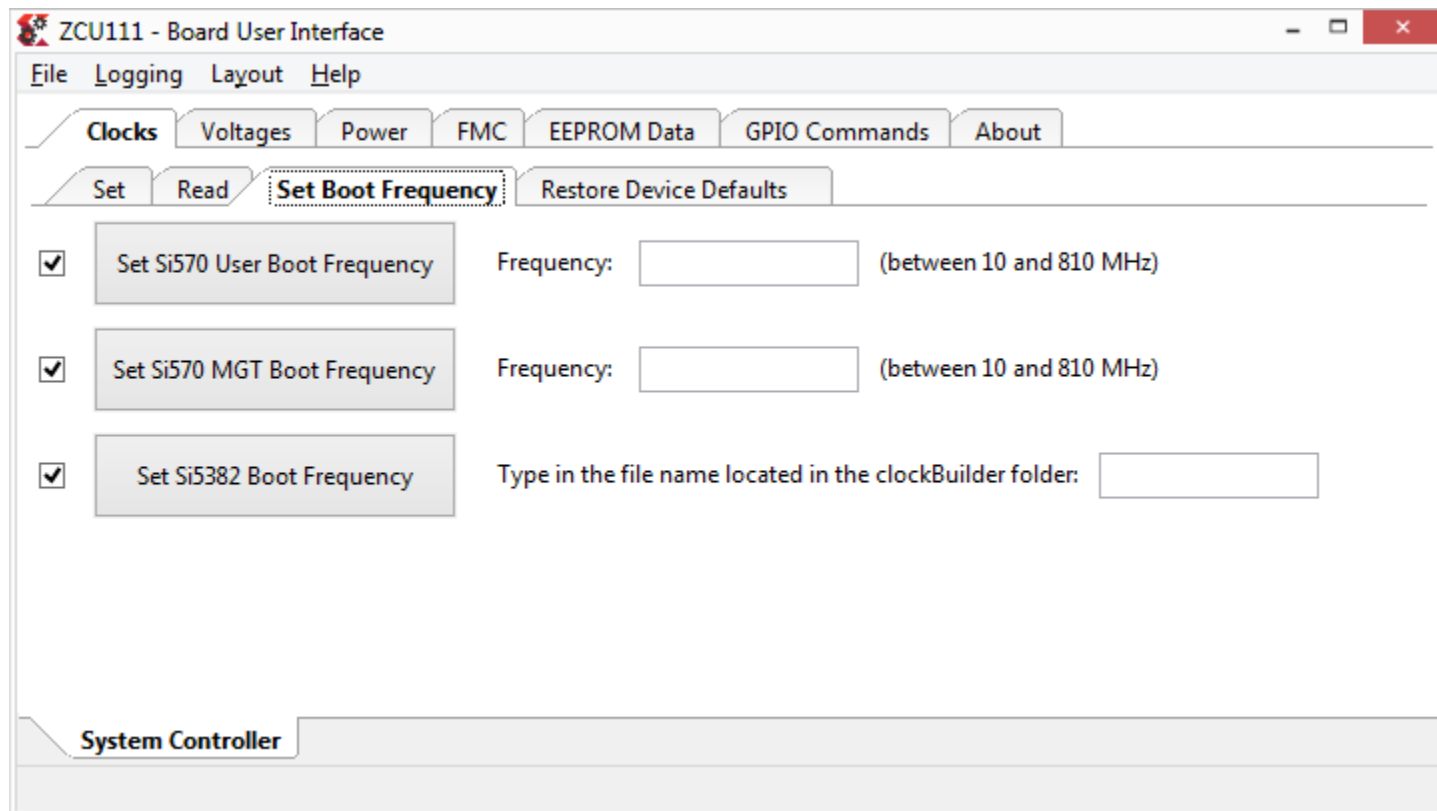 ZCU111 - Board User Interface
File Logging Layout Help
Clocks Voltages Power FMC EEPROM Data GPIO Commands About
Set Read Set Boot Frequency Restore Device Defaults
Set Si570 User Boot Frequency Frequency: (between 10 and 810 MHz)
Set Si570 MGT Boot Frequency Frequency: (between 10 and 810 MHz)
Set Si5382 Boot Frequency Type in the file name located in the clockBuilder folder:
System Controller